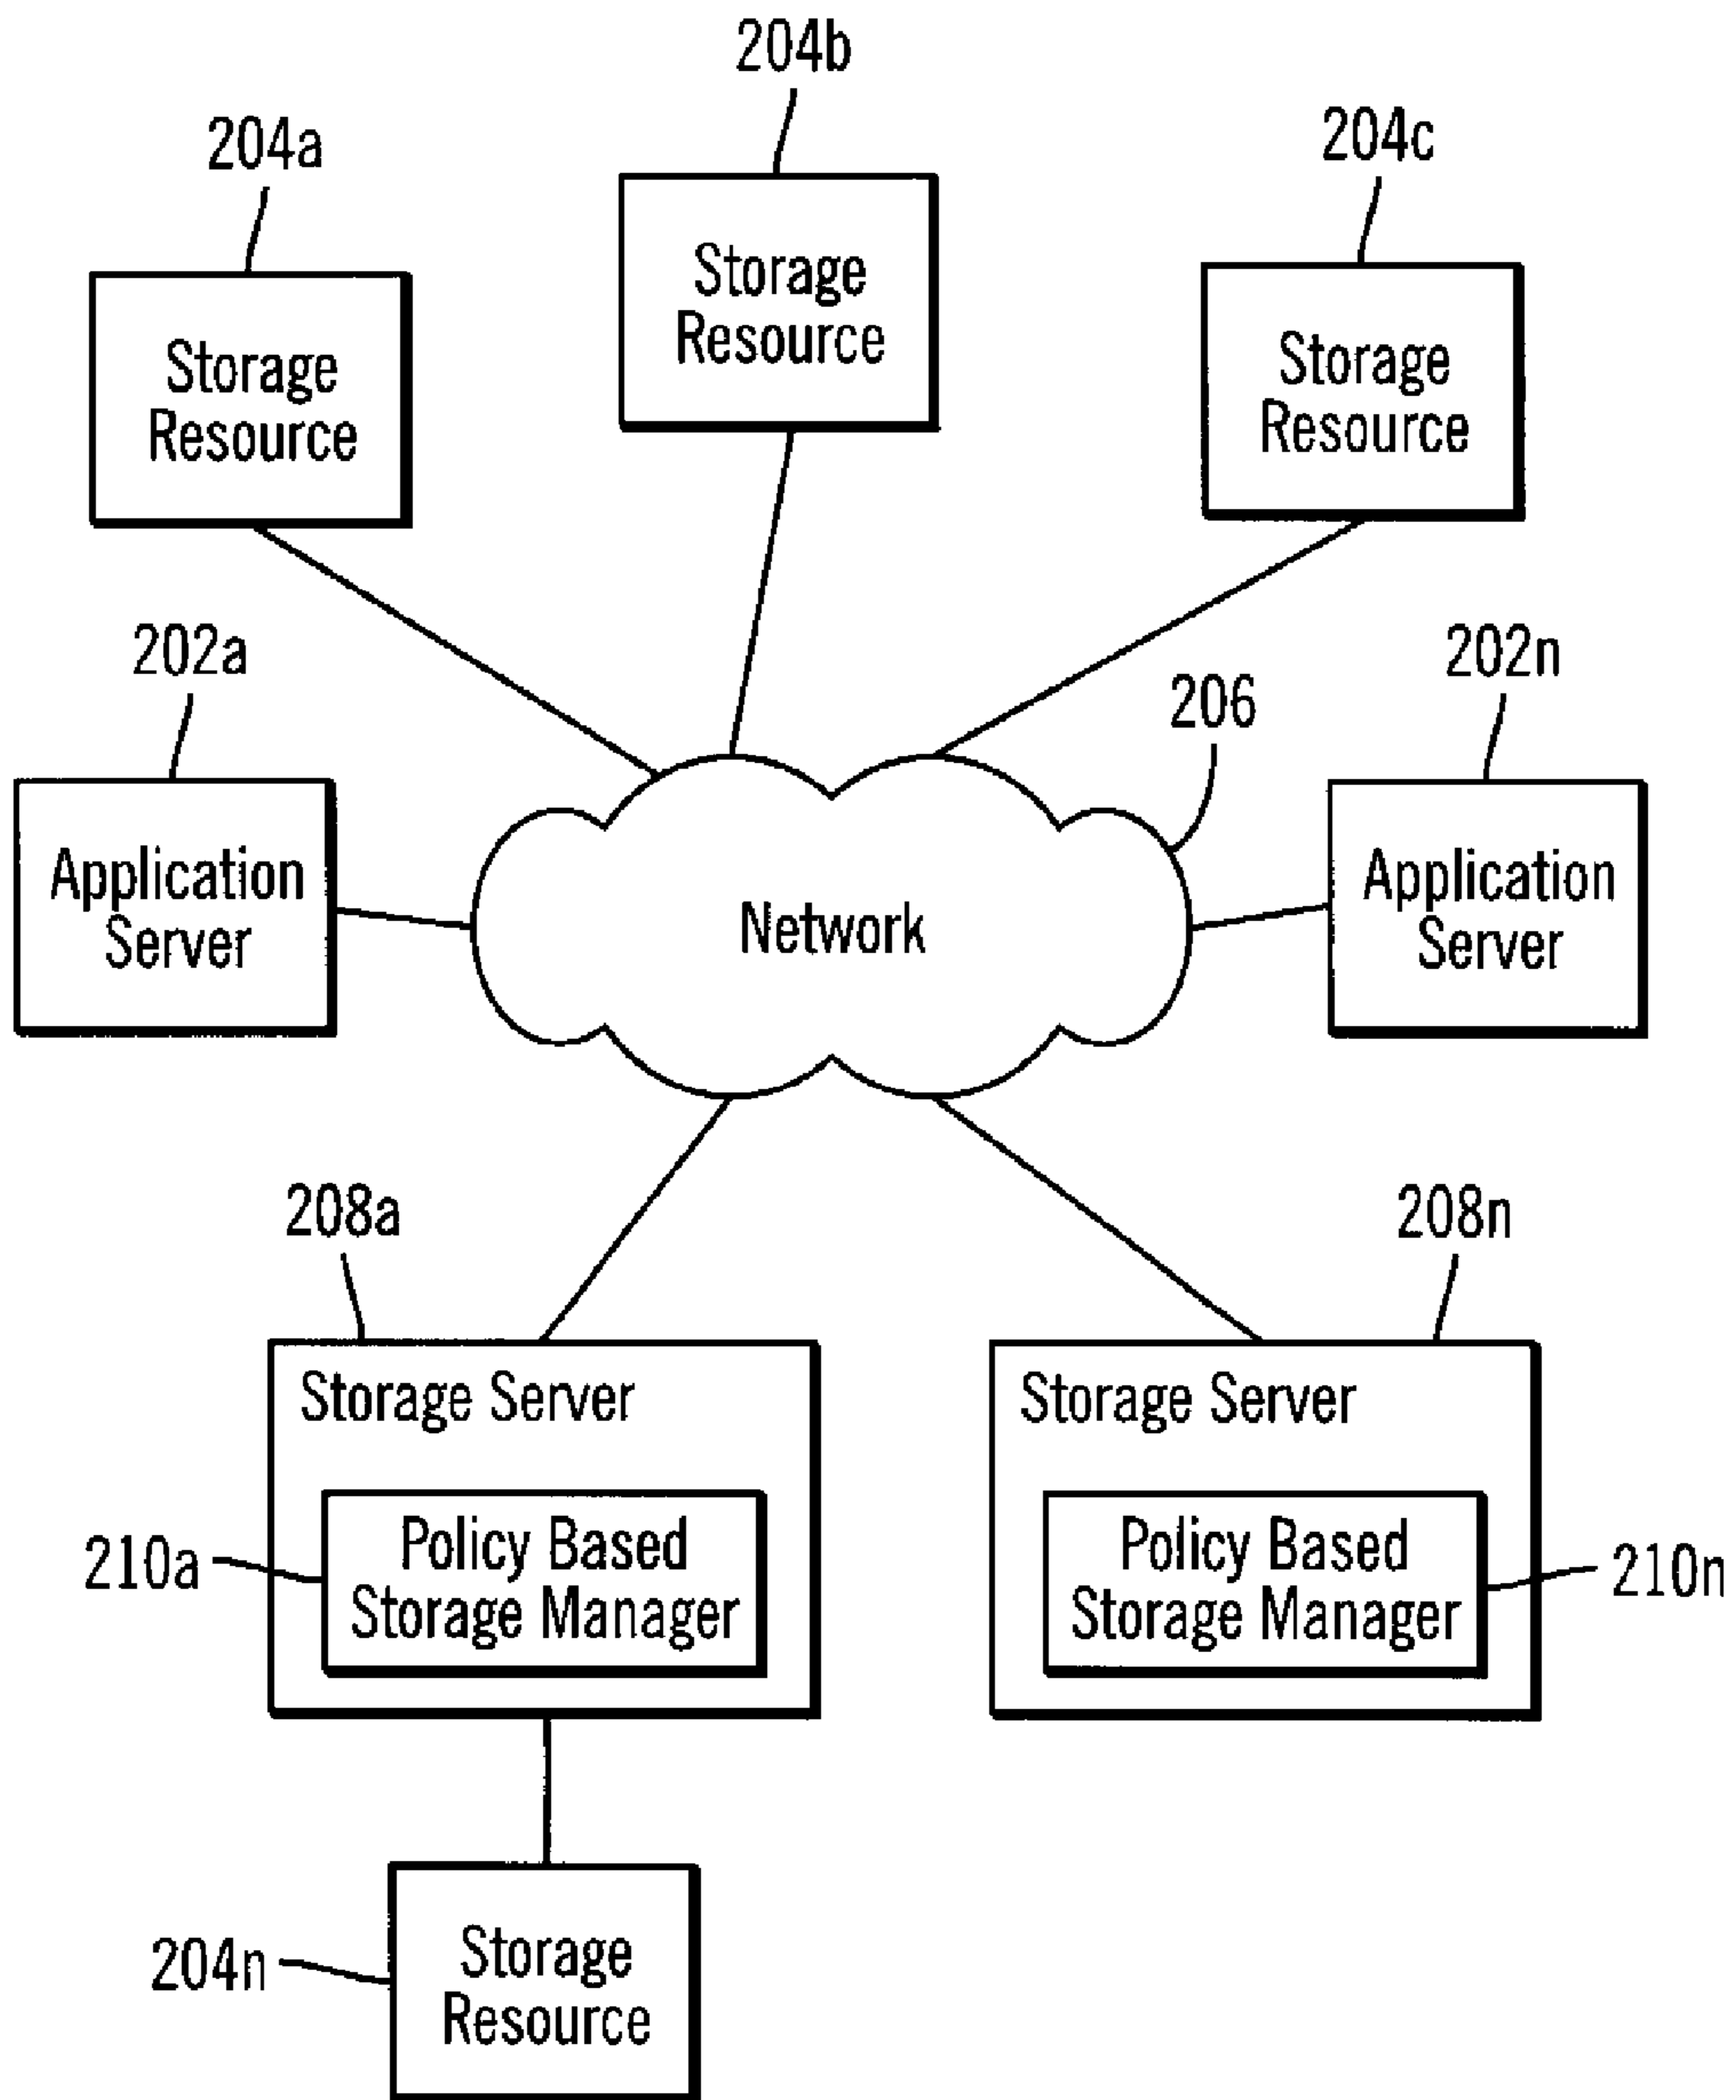 204b
204a
204c
Storage
Resource
Storage
Resource
Storage
Resource
202a
202n
206
Application
Server
Network
Application
Server
208a
208n
Storage Server
Storage Server
210a
Policy Based
Storage Manager
Policy Based
Storage Manager
210n
204n
Storage
Resource